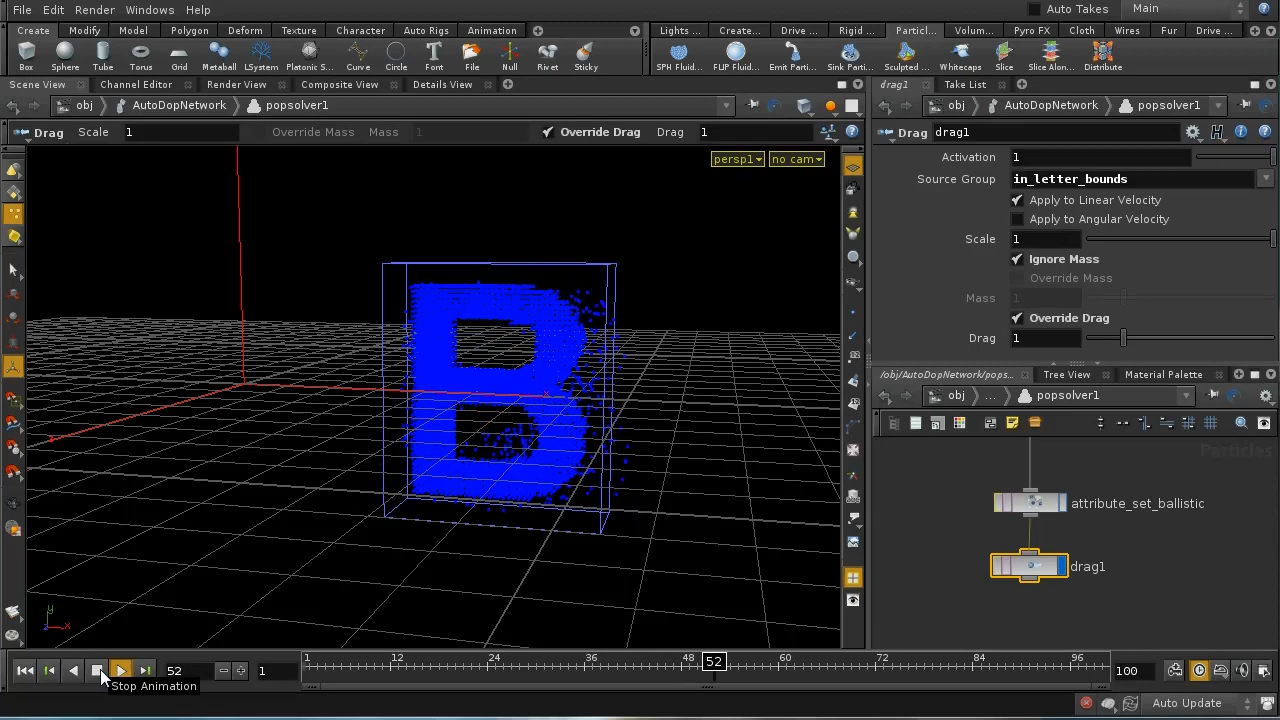 File Edit Render Windows Help Auto Takes Main
Create Modify Model Polygon Deform Texture Character Auto Rigs Animation Lights ... Create... Drive ... Rigid ... Particl... Volum... Pyro FX Cloth Wires Fur Drive ...
Box Sphere Tube Torus Grid Metaball LSystem Platonic S... Curve Circle Font File Null Rivet Sticky SPH Fluid... FLIP Fluid... Emit Parti... Sink Parti... Sculpted ... Whitecaps Slice Slice Alon... Distribute
Scene View Channel Editor Render View Composite View Details View drag1 Take List
obj AutoDopNetwork popsolver1 obj AutoDopNetwork popsolver1
Drag Scale 1 Override Mass Mass 1 Override Drag Drag 1 Drag drag1
persp1 no cam
Activation 1
Source Group in_letter_bounds
Apply to Linear Velocity
Apply to Angular Velocity
Scale 1
Ignore Mass
Override Mass
Mass 1
Override Drag
Drag 1
/obj/AutoDopNetwork/pops... Tree View Material Palette
obj ... popsolver1
Particles
attribute_set_ballistic
drag1
B
y
z x
52 1 1 12 24 36 48 52 60 72 84 96 100
Stop Animation
Auto Update